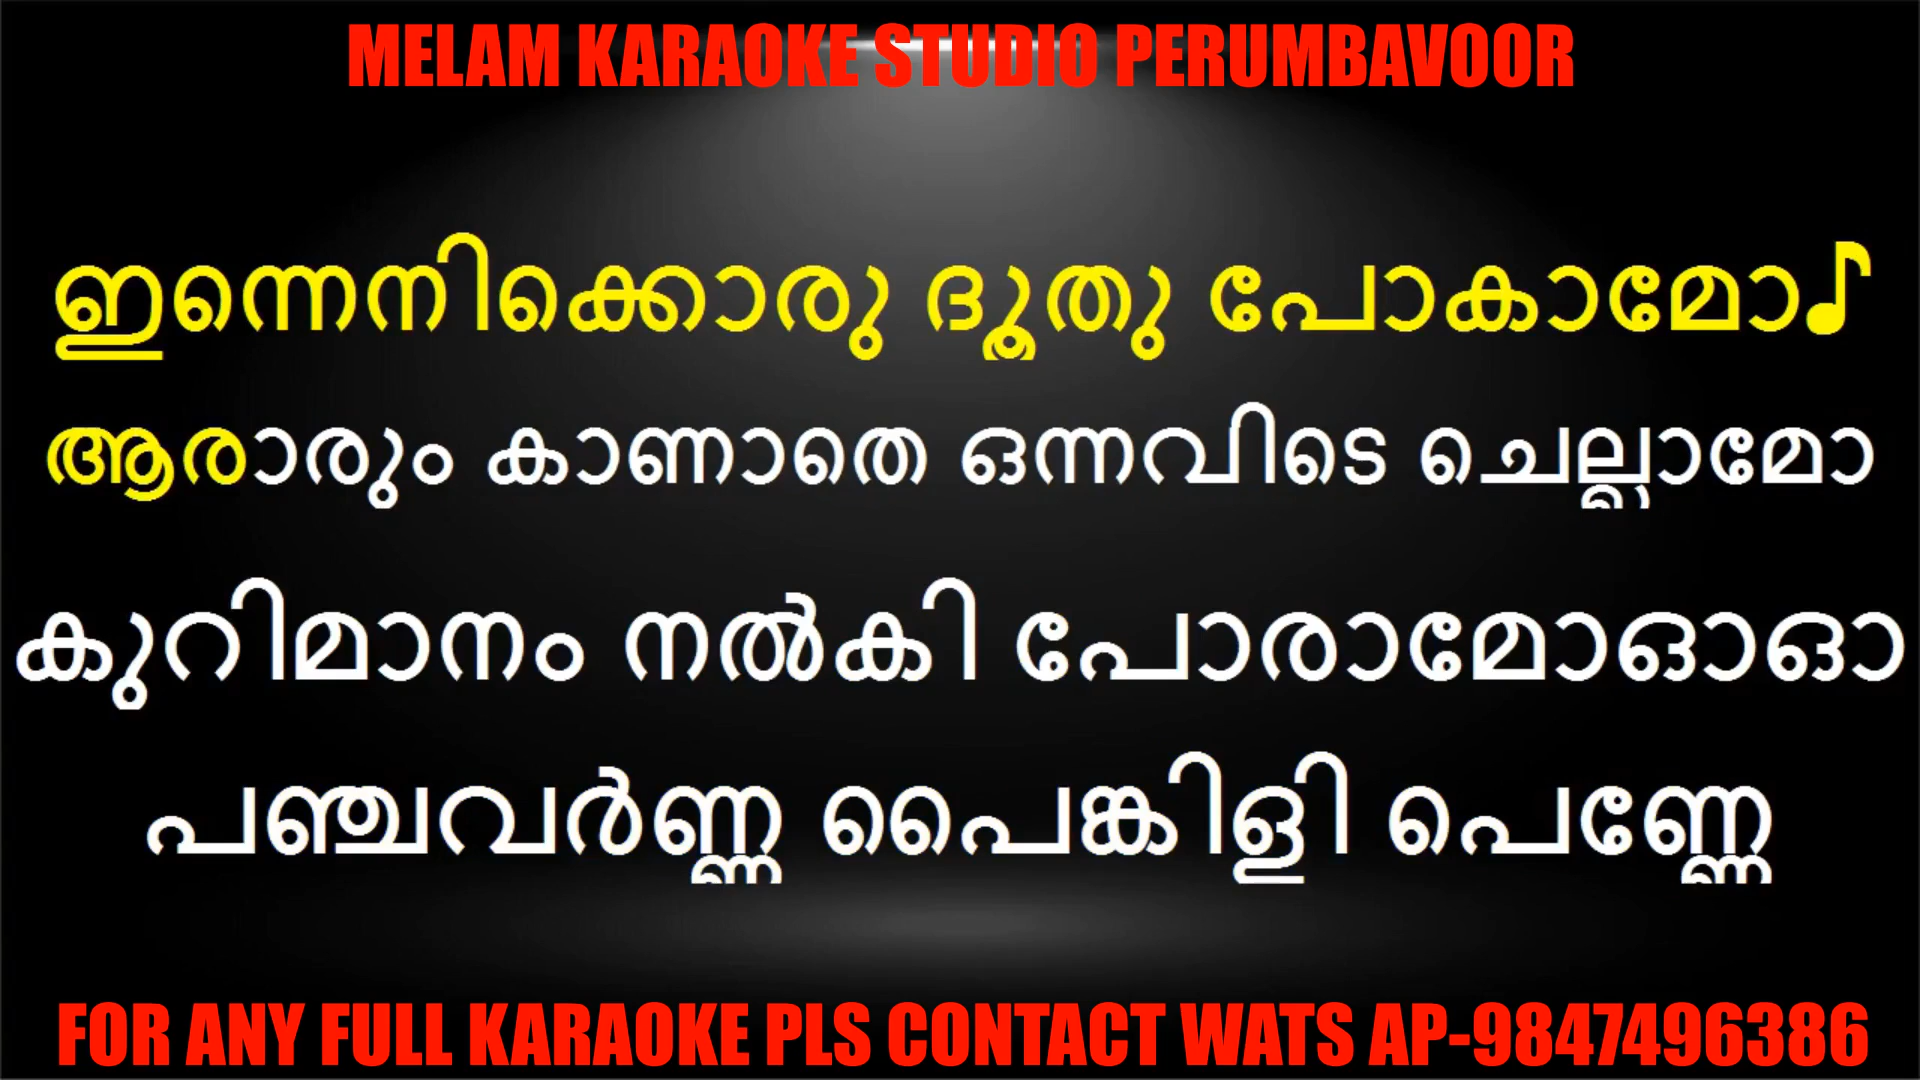 MELAM KARAOKE STUDIO PERUMBAVOOR
ഇന്നെനിക്കൊരു ദൂതു പോകാമോ♪
ആരാരും കാണാതെ ഒന്നവിടെ ചെല്ലാമോ
കുറിമാനം നൽകി പോരാമോഓഓ
പഞ്ചവർണ്ണ പൈങ്കിളി പെണ്ണേ
FOR ANY FULL KARAOKE PLS CONTACT WATS AP-9847496386